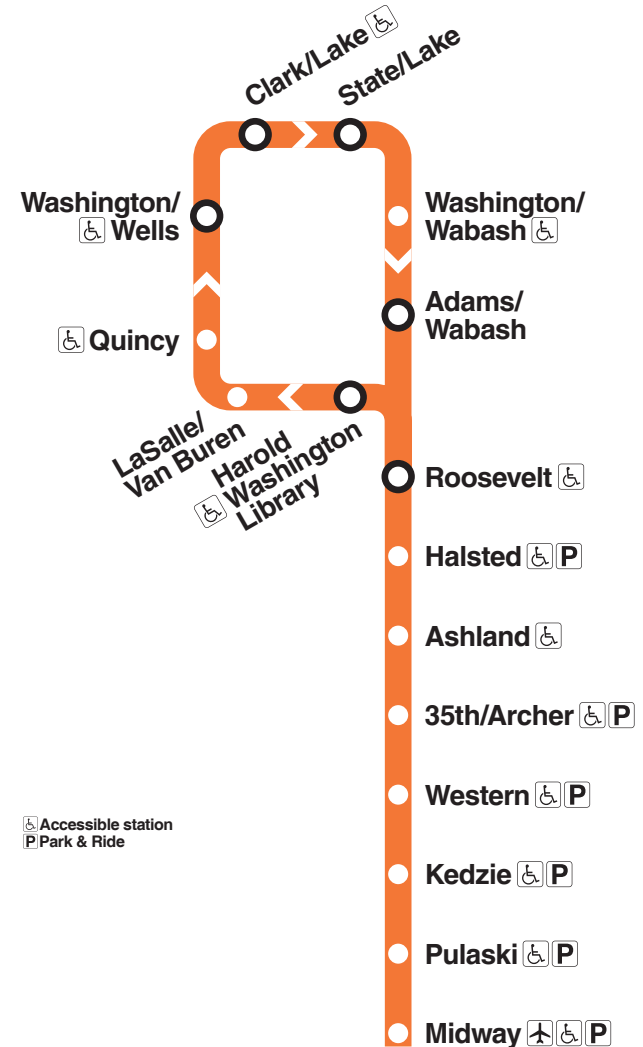 Clark/Lake
State/Lake
Washington/
Wells
Washington/
Wabash
Quincy
Adams/
Wabash
LaSalle/
Van Buren
Harold
Washington
Library
Roosevelt
Halsted P
Ashland
35th/Archer P
Western P
Kedzie P
Pulaski P
Midway P
Accessible station
P Park & Ride